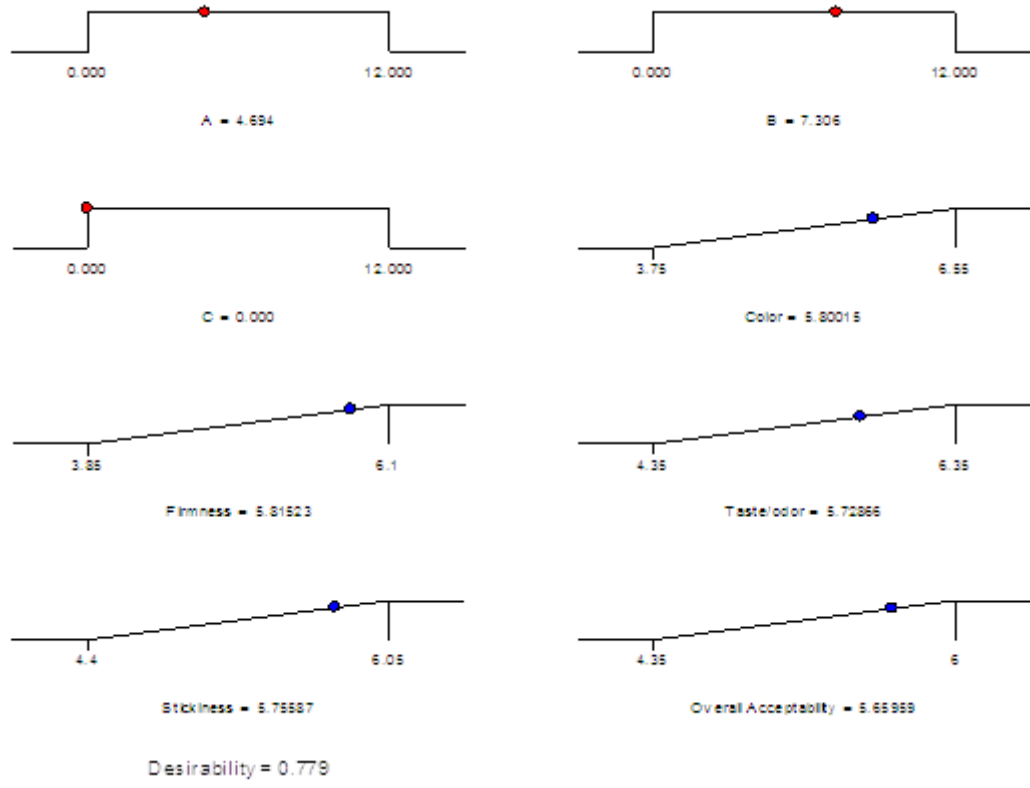 0.000 12.000 0.000 12.000
A = 4.694 B = 7.306
0.000 12.000 3.75 6.55
C = 0.000 Color = 5.80015
3.85 6.1 4.35 6.35
Firmness = 5.81523 Taste/odor = 5.72866
4.4 6.05 4.35 6
Stickiness = 5.75587 Overall Acceptability = 5.65959
Desirability = 0.779